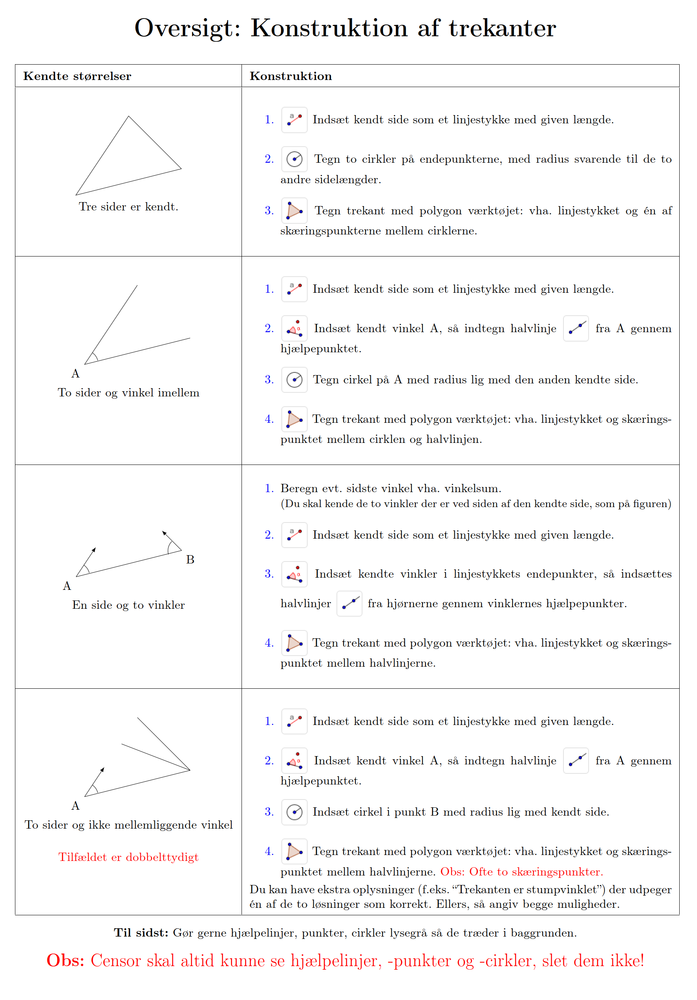 Oversigt: Konstruktion af trekanter
Kendte størrelser
Konstruktion
Tre sider er kendt.
1. a Indsæt kendt side som et linjestykke med given længde.
2. Tegn to cirkler på endepunkterne, med radius svarende til de to
andre sidelængder.
3. Tegn trekant med polygon værktøjet: vha. linjestykket og én af
skæringspunkterne mellem cirklerne.
A
To sider og vinkel imellem
1. a Indsæt kendt side som et linjestykke med given længde.
2. α Indsæt kendt vinkel A, så indtegn halvlinje fra A gennem
hjælpepunktet.
3. Tegn cirkel på A med radius lig med den anden kendte side.
4. Tegn trekant med polygon værktøjet: vha. linjestykket og skærings-
punktet mellem cirklen og halvlinjen.
B
A
En side og to vinkler
1. Beregn evt. sidste vinkel vha. vinkelsum.
(Du skal kende de to vinkler der er ved siden af den kendte side, som på figuren)
2. a Indsæt kendt side som et linjestykke med given længde.
3. α Indsæt kendte vinkler i linjestykkets endepunkter, så indsættes
halvlinjer fra hjørnerne gennem vinklernes hjælpepunkter.
4. Tegn trekant med polygon værktøjet: vha. linjestykket og skærings-
punktet mellem halvlinjerne.
A
To sider og ikke mellemliggende vinkel
Tilfældet er dobbelttydigt
1. a Indsæt kendt side som et linjestykke med given længde.
2. α Indsæt kendt vinkel A, så indtegn halvlinje fra A gennem
hjælpepunktet.
3. Indsæt cirkel i punkt B med radius lig med kendt side.
4. Tegn trekant med polygon værktøjet: vha. linjestykket og skærings-
punktet mellem halvlinjerne. Obs: Ofte to skæringspunkter.
Du kan have ekstra oplysninger (f.eks. “Trekanten er stumpvinklet”) der udpeger
én af de to løsninger som korrekt. Ellers, så angiv begge muligheder.
Til sidst: Gør gerne hjælpelinjer, punkter, cirkler lysegrå så de træder i baggrunden.
Obs: Censor skal altid kunne se hjælpelinjer, -punkter og -cirkler, slet dem ikke!